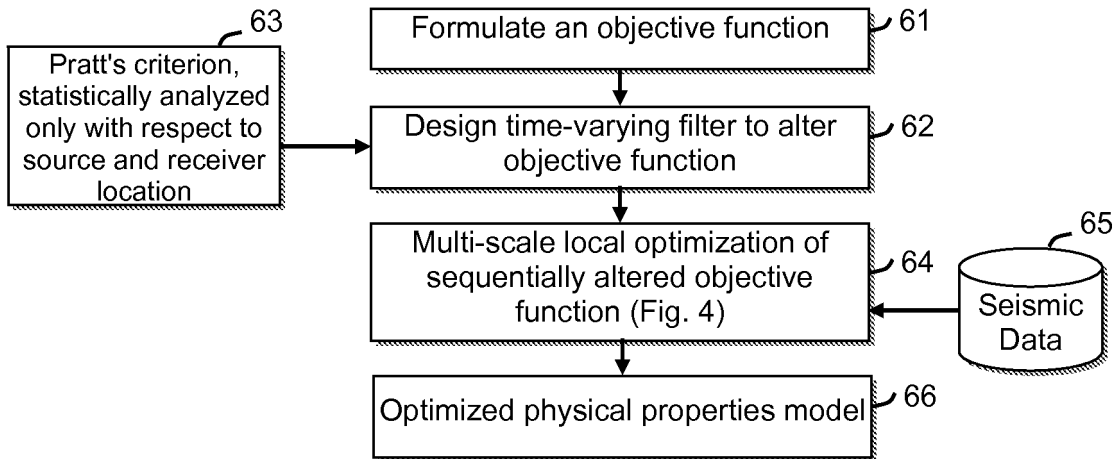 63
Pratt's criterion,
statistically analyzed
only with respect to
source and receiver
location
Formulate an objective function
61
Design time-varying filter to alter
objective function
62
Multi-scale local optimization of
sequentially altered objective
function (Fig. 4)
64
65
Seismic
Data
Optimized physical properties model
66